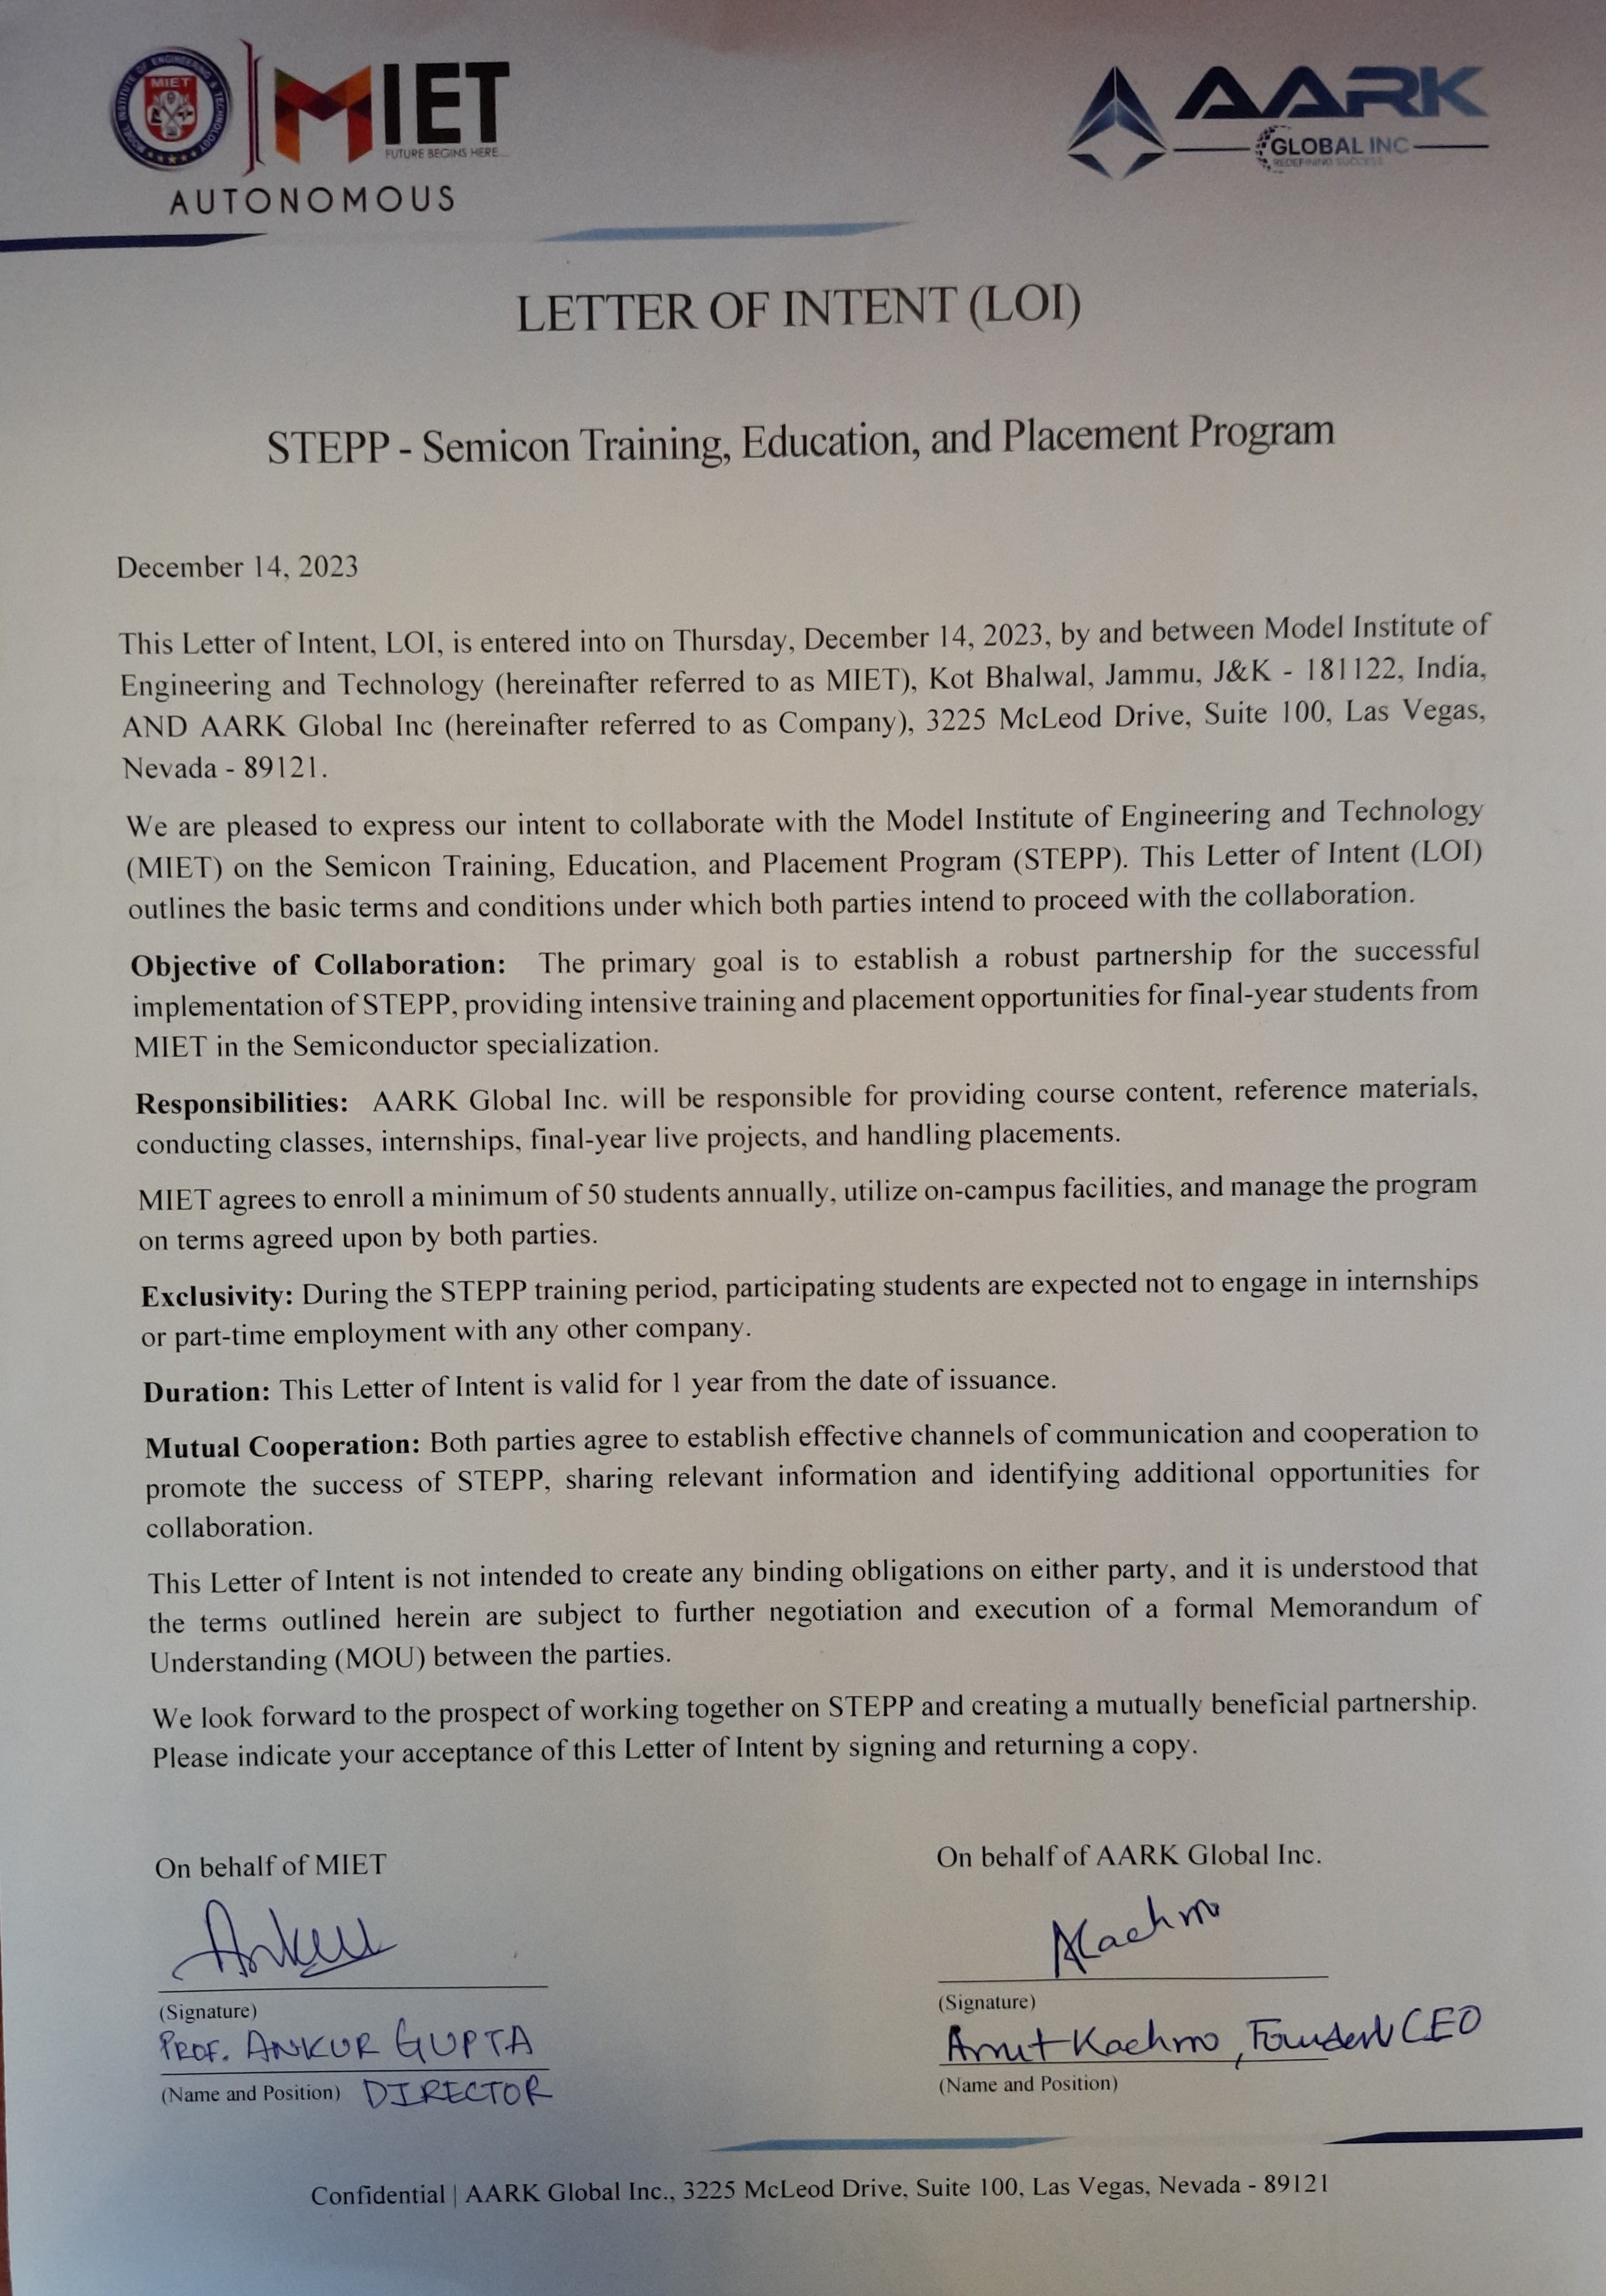 MODEL INSTITUTE OF ENGINEERING & TECHNOLOGY
MIET
MIET
FUTURE BEGINS HERE...
AUTONOMOUS
AARK
GLOBAL INC
REDEFINING SUCCESS
LETTER OF INTENT (LOI)
STEPP - Semicon Training, Education, and Placement Program
December 14, 2023
This Letter of Intent, LOI, is entered into on Thursday, December 14, 2023, by and between Model Institute of
Engineering and Technology (hereinafter referred to as MIET), Kot Bhalwal, Jammu, J&K - 181122, India,
AND AARK Global Inc (hereinafter referred to as Company), 3225 McLeod Drive, Suite 100, Las Vegas,
Nevada - 89121.
We are pleased to express our intent to collaborate with the Model Institute of Engineering and Technology
(MIET) on the Semicon Training, Education, and Placement Program (STEPP). This Letter of Intent (LOI)
outlines the basic terms and conditions under which both parties intend to proceed with the collaboration.
Objective of Collaboration: The primary goal is to establish a robust partnership for the successful
implementation of STEPP, providing intensive training and placement opportunities for final-year students from
MIET in the Semiconductor specialization.
Responsibilities: AARK Global Inc. will be responsible for providing course content, reference materials,
conducting classes, internships, final-year live projects, and handling placements.
MIET agrees to enroll a minimum of 50 students annually, utilize on-campus facilities, and manage the program
on terms agreed upon by both parties.
Exclusivity: During the STEPP training period, participating students are expected not to engage in internships
or part-time employment with any other company.
Duration: This Letter of Intent is valid for 1 year from the date of issuance.
Mutual Cooperation: Both parties agree to establish effective channels of communication and cooperation to
promote the success of STEPP, sharing relevant information and identifying additional opportunities for
collaboration.
This Letter of Intent is not intended to create any binding obligations on either party, and it is understood that
the terms outlined herein are subject to further negotiation and execution of a formal Memorandum of
Understanding (MOU) between the parties.
We look forward to the prospect of working together on STEPP and creating a mutually beneficial partnership.
Please indicate your acceptance of this Letter of Intent by signing and returning a copy.
On behalf of MIET
Ankur
(Signature)
PROF. ANKUR GUPTA
(Name and Position) DIRECTOR
On behalf of AARK Global Inc.
(Signature)
Kachro, Founder CEO
(Name and Position)
Confidential | AARK Global Inc., 3225 McLeod Drive, Suite 100, Las Vegas, Nevada - 89121